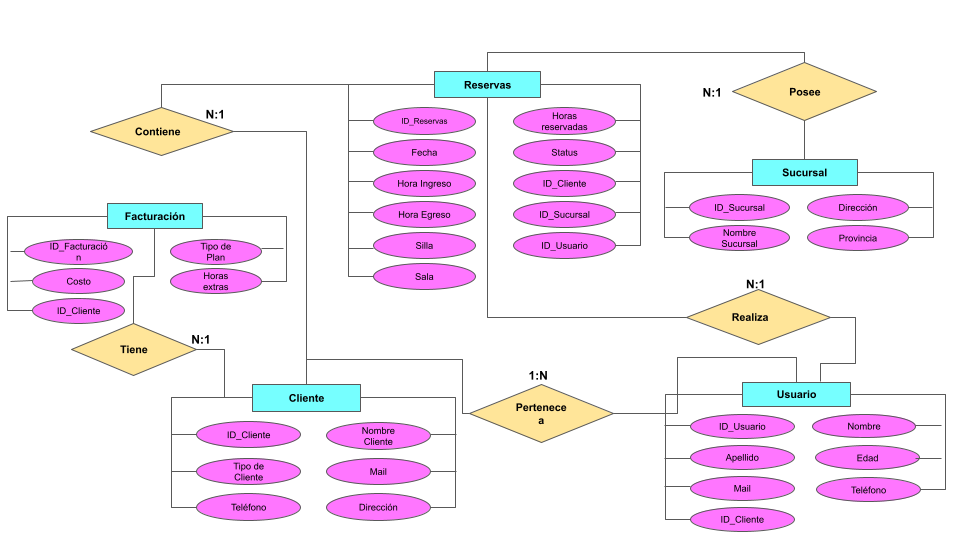 Reservas
Posee
N:1
N:1
Contiene
ID_Reservas
Fecha
Hora Ingreso
Hora Egreso
Silla
Sala
Horas
reservadas
Status
ID_Cliente
ID_Sucursal
ID_Usuario
Sucursal
ID_Sucursal
Nombre
Sucursal
Dirección
Provincia
Facturación
ID_Facturació
n
Costo
ID_Cliente
Tipo de
Plan
Horas
extras
N:1
Realiza
Tiene
N:1
1:N
Pertenece
a
Cliente
ID_Cliente
Tipo de
Cliente
Teléfono
Nombre
Cliente
Mail
Dirección
Usuario
ID_Usuario
Apellido
Mail
ID_Cliente
Nombre
Edad
Teléfono